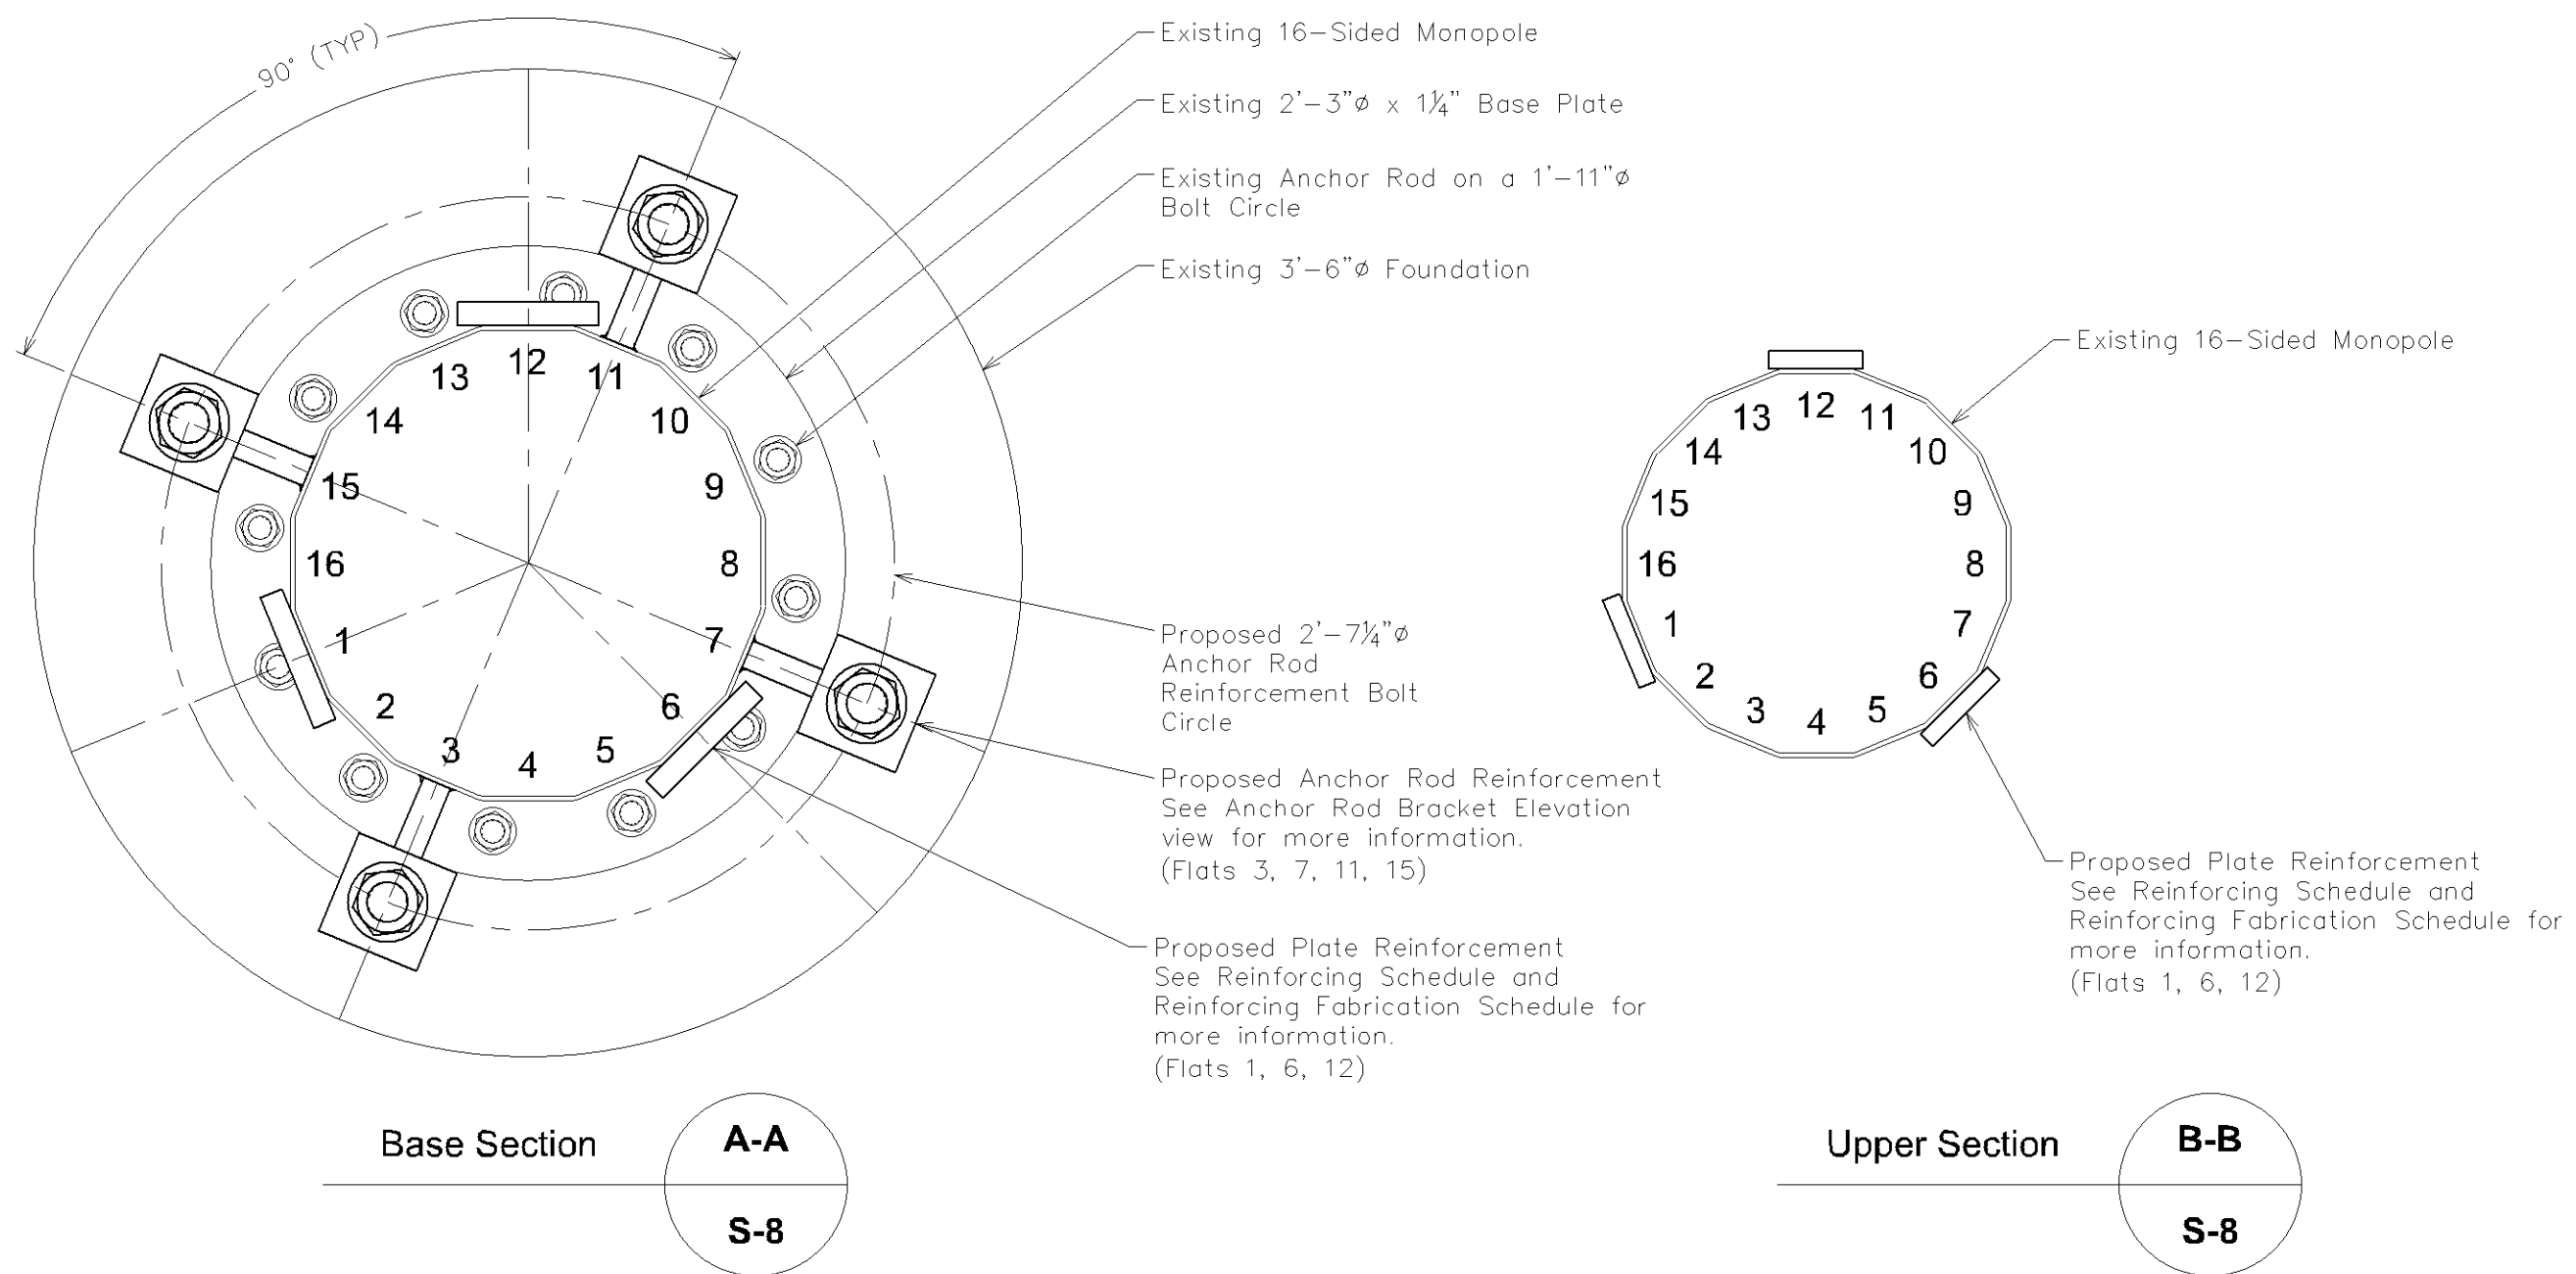 90° (TYP)
Existing 16-Sided Monopole
Existing 2'-3"ø x 1¼" Base Plate
Existing Anchor Rod on a 1'-11"ø
Bolt Circle
Existing 3'-6"ø Foundation
12
13
11
14
10
15
9
16
8
1
7
2
6
3
5
4
Proposed 2'-7¼"ø
Anchor Rod
Reinforcement Bolt
Circle
Proposed Anchor Rod Reinforcement
See Anchor Rod Bracket Elevation
view for more information.
(Flats 3, 7, 11, 15)
Proposed Plate Reinforcement
See Reinforcing Schedule and
Reinforcing Fabrication Schedule for
more information.
(Flats 1, 6, 12)
Base Section
A-A
S-8
Existing 16-Sided Monopole
12
13
11
14
10
15
9
16
8
1
7
2
6
3
5
4
Proposed Plate Reinforcement
See Reinforcing Schedule and
Reinforcing Fabrication Schedule for
more information.
(Flats 1, 6, 12)
Upper Section
B-B
S-8